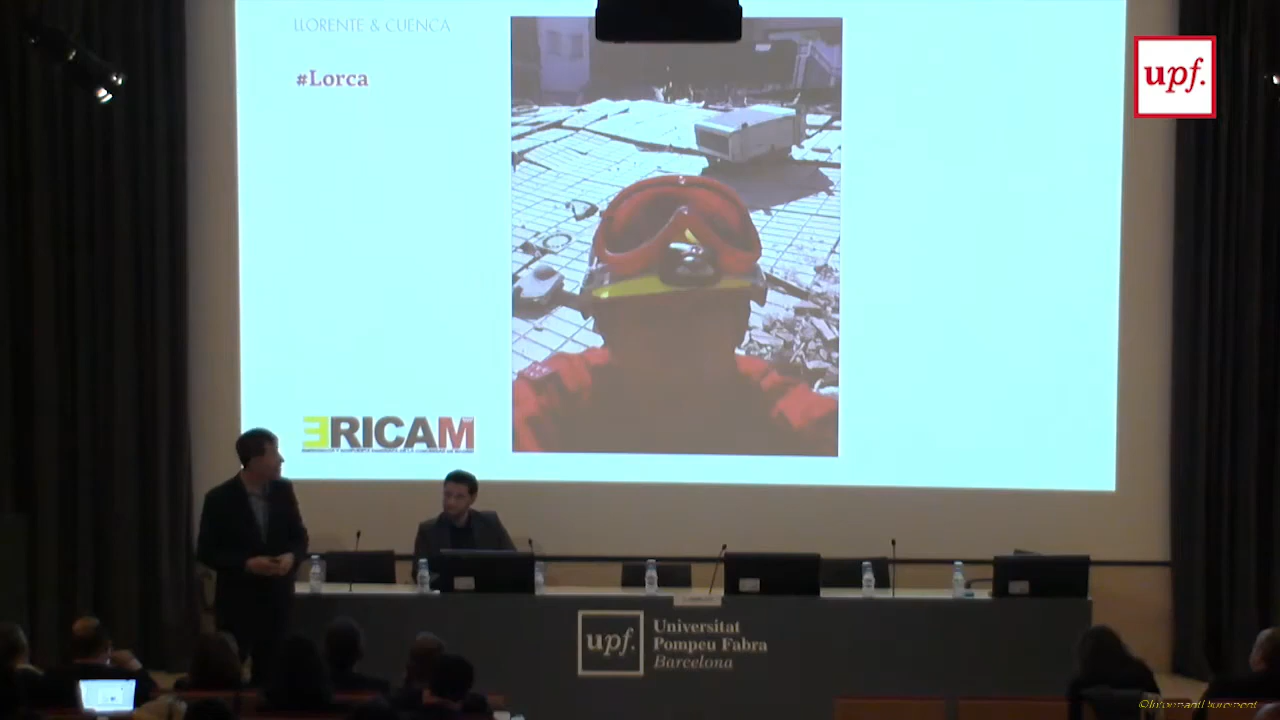 LLORENTE & CUENCA
#Lorca
upf.
ERICAM
upf.
Universitat
Pompeu Fabra
Barcelona